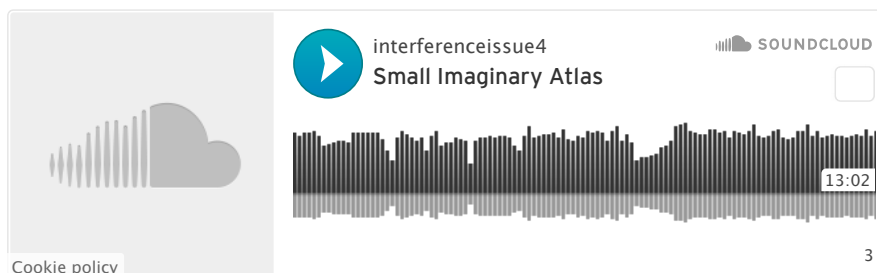 interferenceissue4
SOUNDCLOUD
Small Imaginary Atlas
13:02
3
Cookie policy